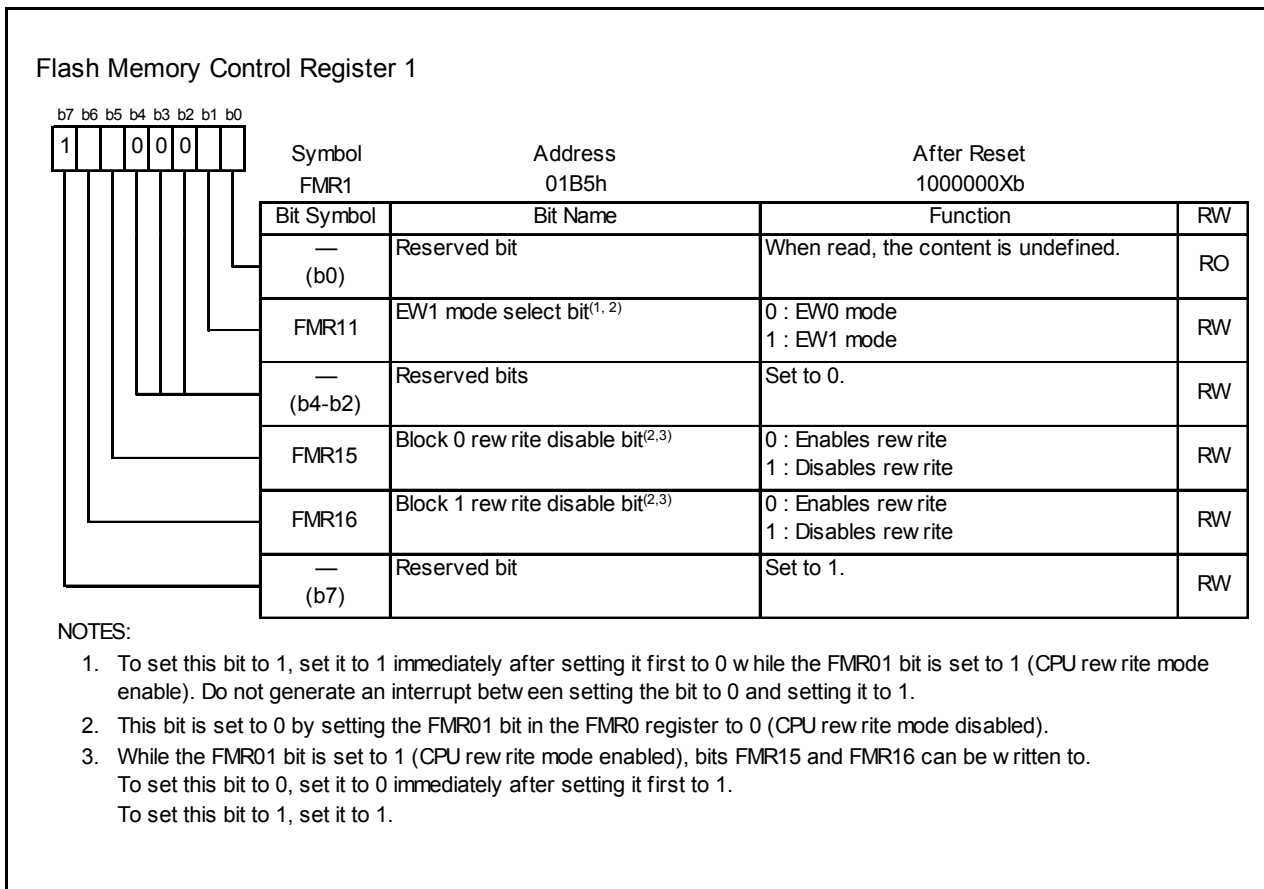 Flash Memory Control Register 1
b7 b6 b5 b4 b3 b2 b1 b0
1 0 0 0
Symbol Address After Reset
FMR1 01B5h 1000000Xb
Bit Symbol Bit Name Function RW
— (b0) Reserved bit When read, the content is undefined. RO
FMR11 EW1 mode select bit(1, 2) 0 : EW0 mode
1 : EW1 mode RW
— (b4-b2) Reserved bits Set to 0. RW
FMR15 Block 0 rew rite disable bit(2,3) 0 : Enables rew rite
1 : Disables rew rite RW
FMR16 Block 1 rew rite disable bit(2,3) 0 : Enables rew rite
1 : Disables rew rite RW
— (b7) Reserved bit Set to 1. RW
NOTES:
1. To set this bit to 1, set it to 1 immediately after setting it first to 0 w hile the FMR01 bit is set to 1 (CPU rew rite mode
enable). Do not generate an interrupt betw een setting the bit to 0 and setting it to 1.
2. This bit is set to 0 by setting the FMR01 bit in the FMR0 register to 0 (CPU rew rite mode disabled).
3. While the FMR01 bit is set to 1 (CPU rew rite mode enabled), bits FMR15 and FMR16 can be w ritten to.
To set this bit to 0, set it to 0 immediately after setting it first to 1.
To set this bit to 1, set it to 1.